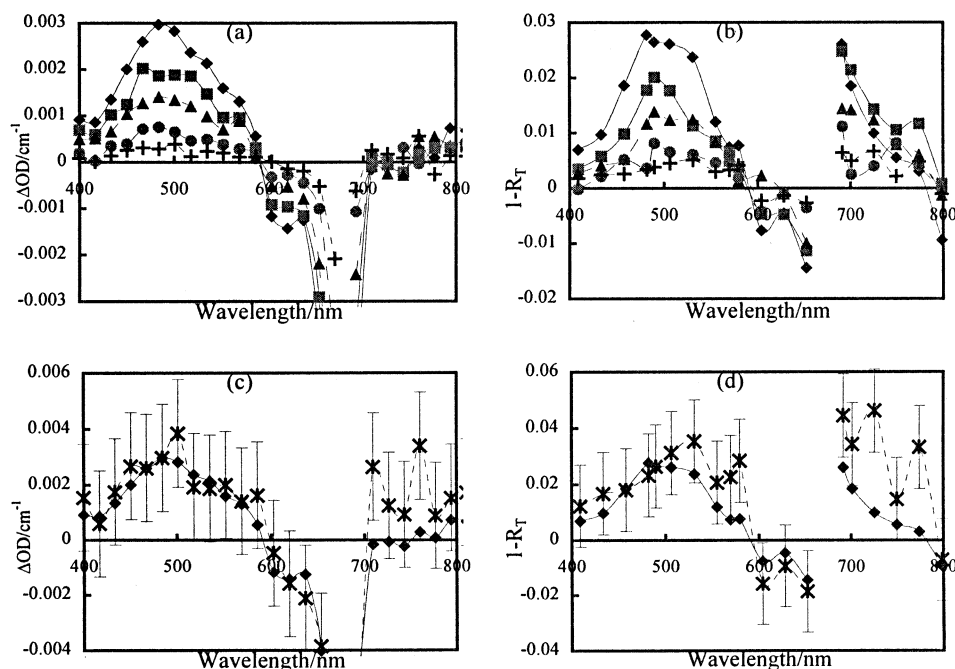 (a)
0.003
0.002
0.001
0
-0.001
-0.002
-0.003
400 500 600 700 800
ΔOD/cm⁻¹
Wavelength/nm
(b)
0.03
0.02
0.01
0
-0.01
-0.02
400 500 600 700 800
1-R_T
Wavelength/nm
(c)
0.006
0.004
0.002
0
-0.002
-0.004
400 500 600 700 800
ΔOD/cm⁻¹
Wavelength/nm
(d)
0.06
0.04
0.02
0
-0.02
-0.04
400 500 600 700 800
1-R_T
Wavelength/nm